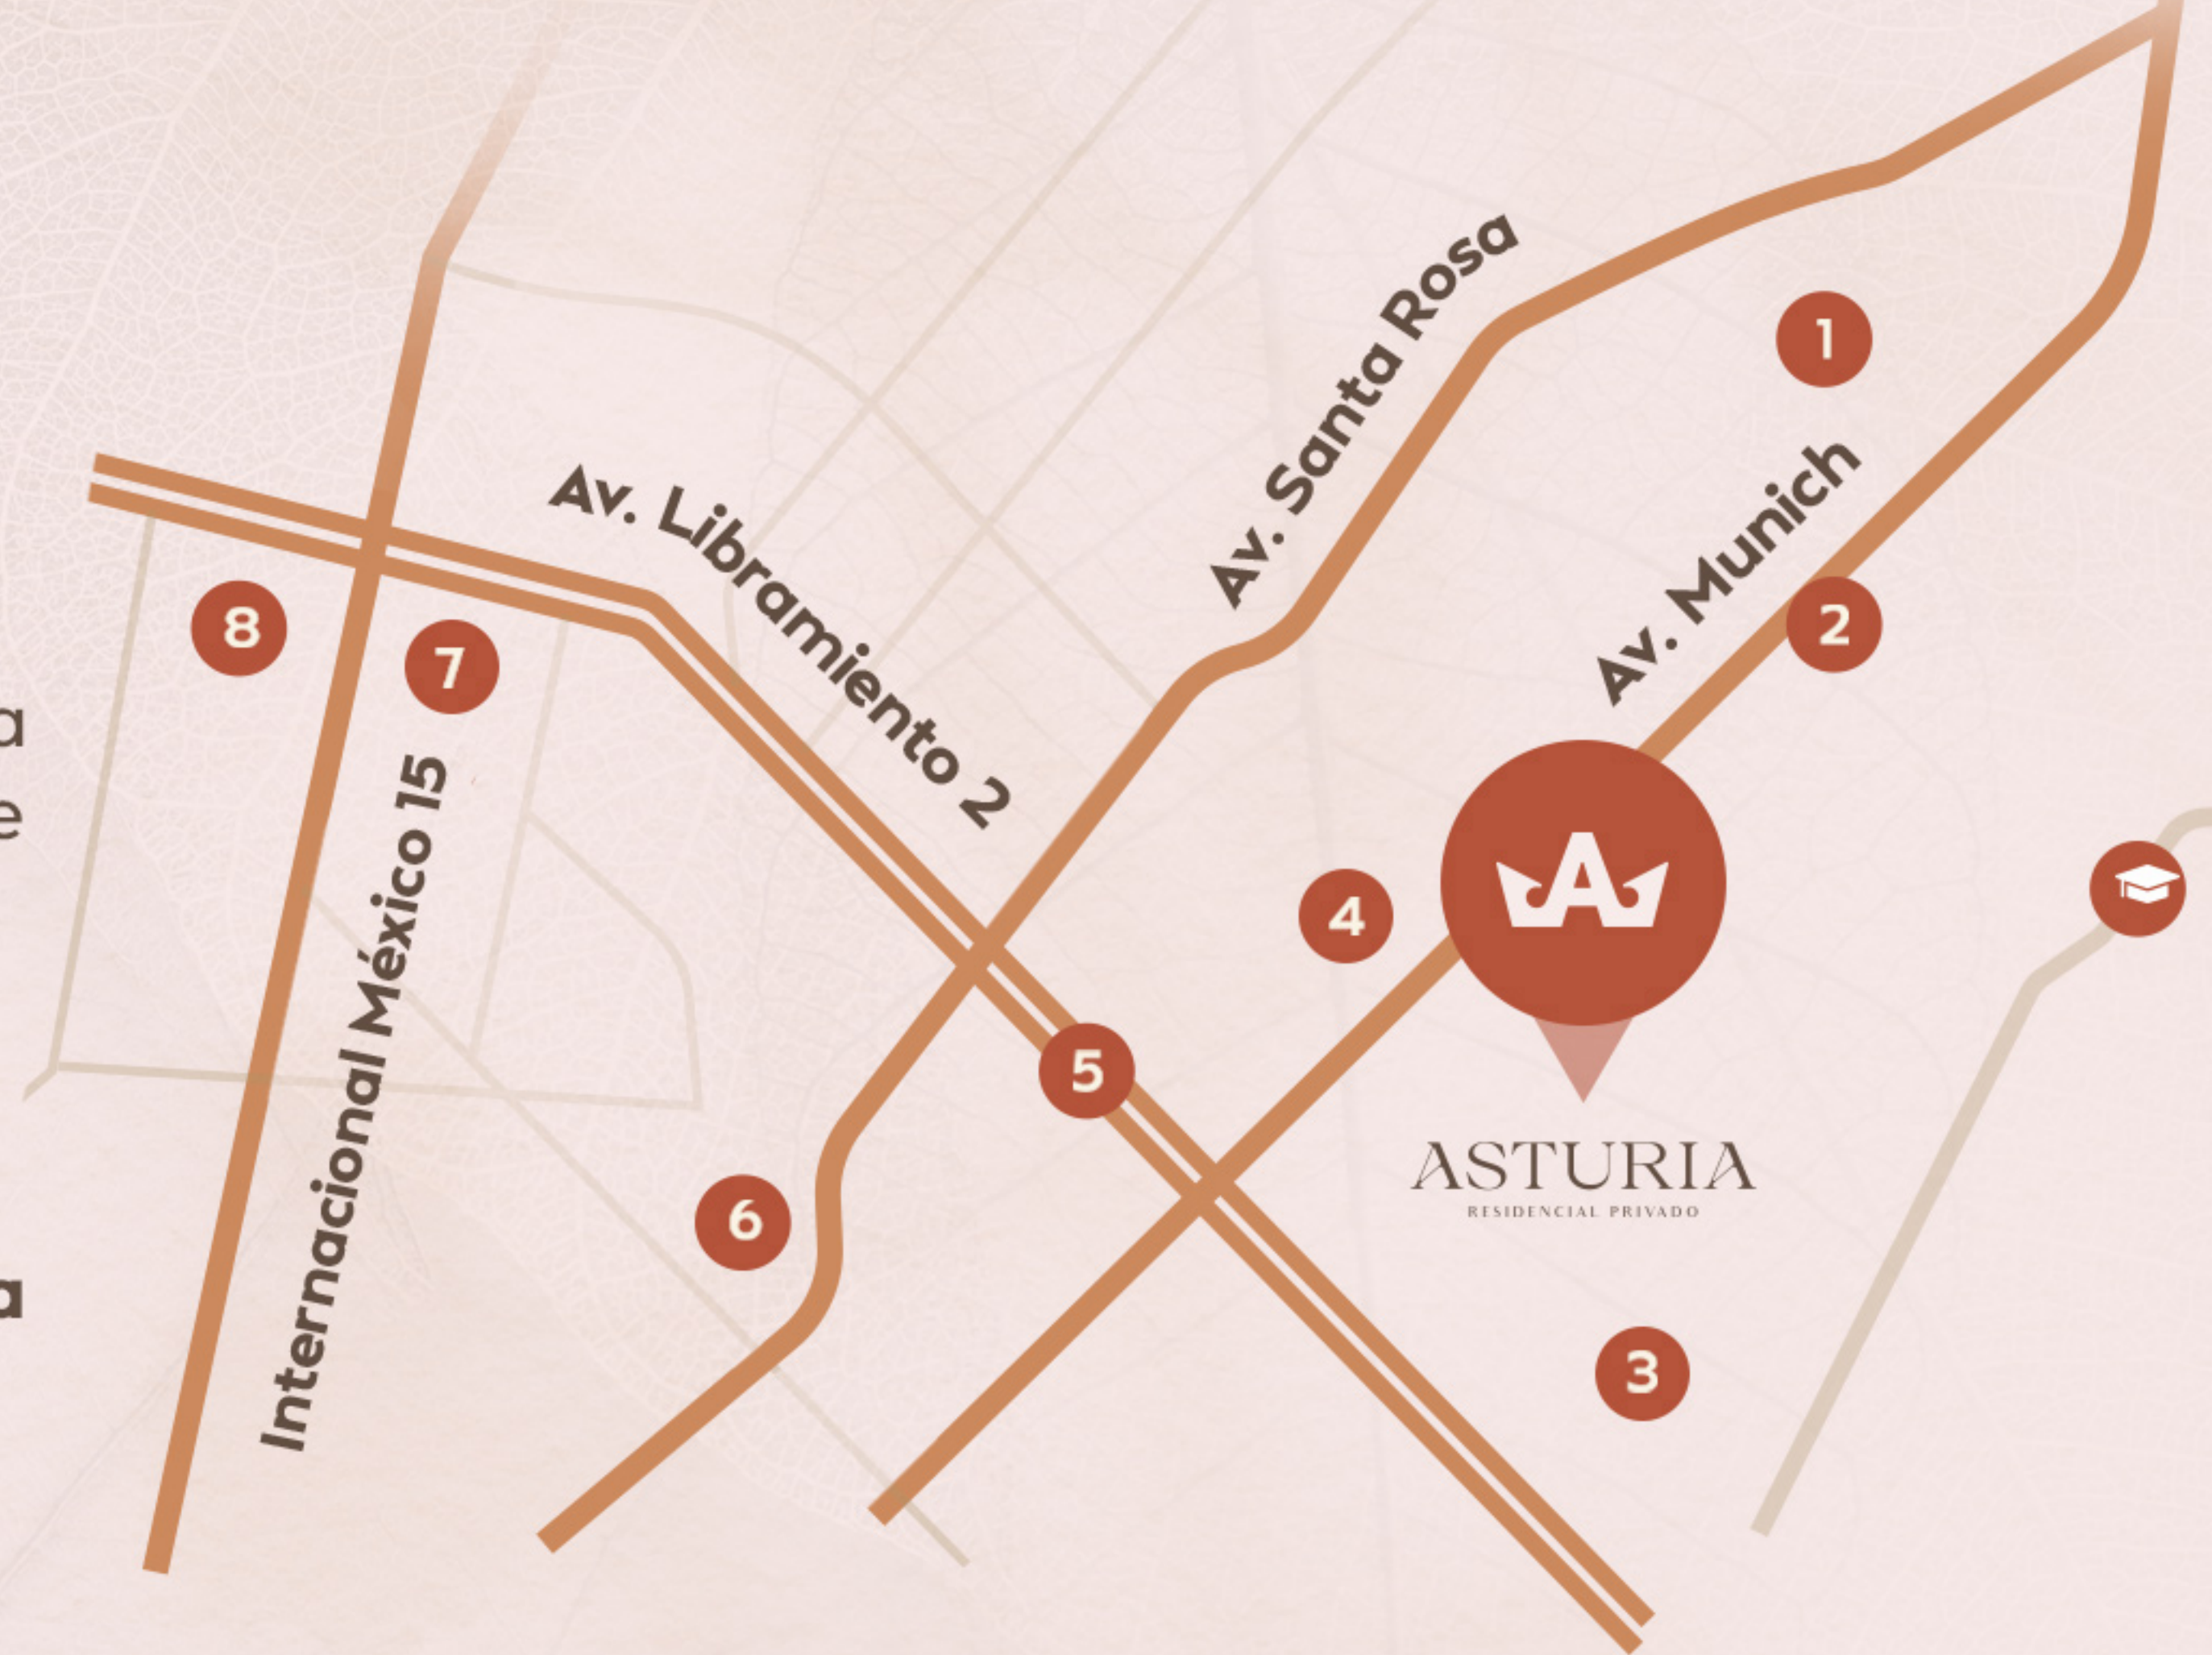 Av. Santa Rosa
1
Av. Munich
2
Av. Libramiento 2
8
7
a
e
Internacional México 15
4
A
5
ASTURIA
RESIDENCIAL PRIVADO
6
a
3